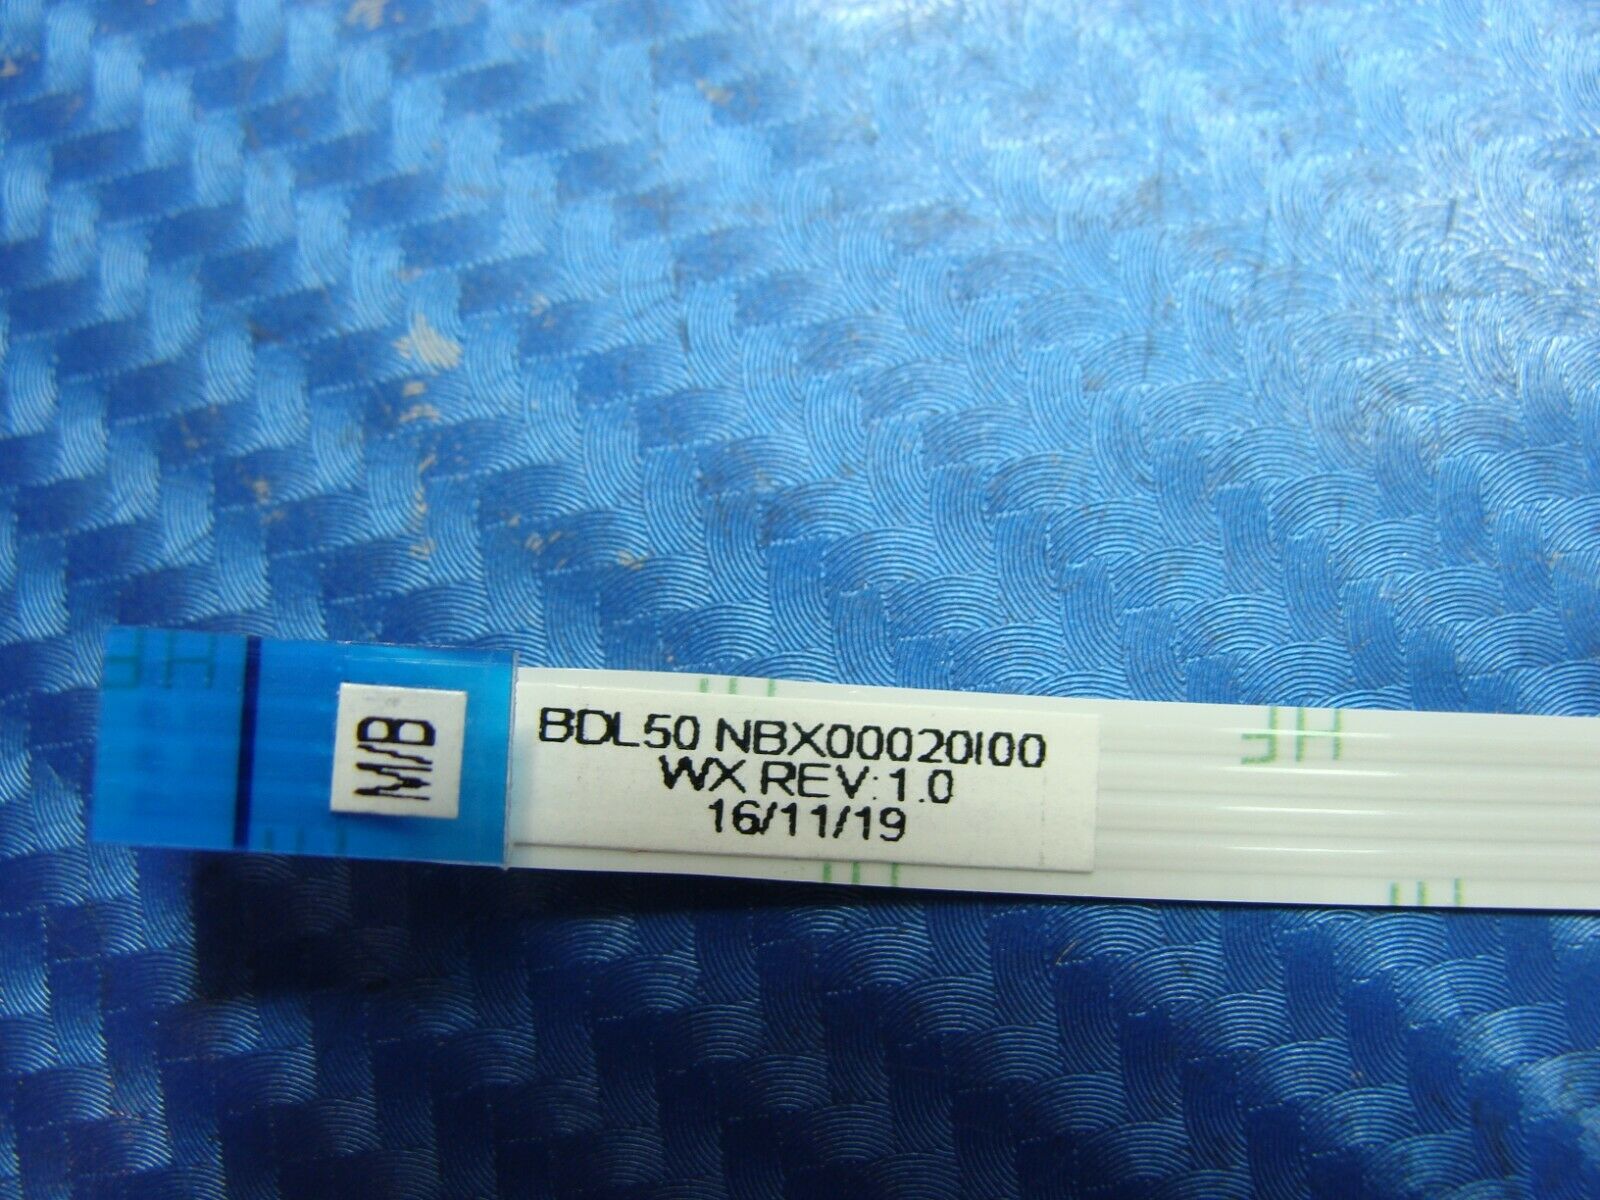 M/B
BDL50 NBX00020I00
WX REV:1.0
16/11/19